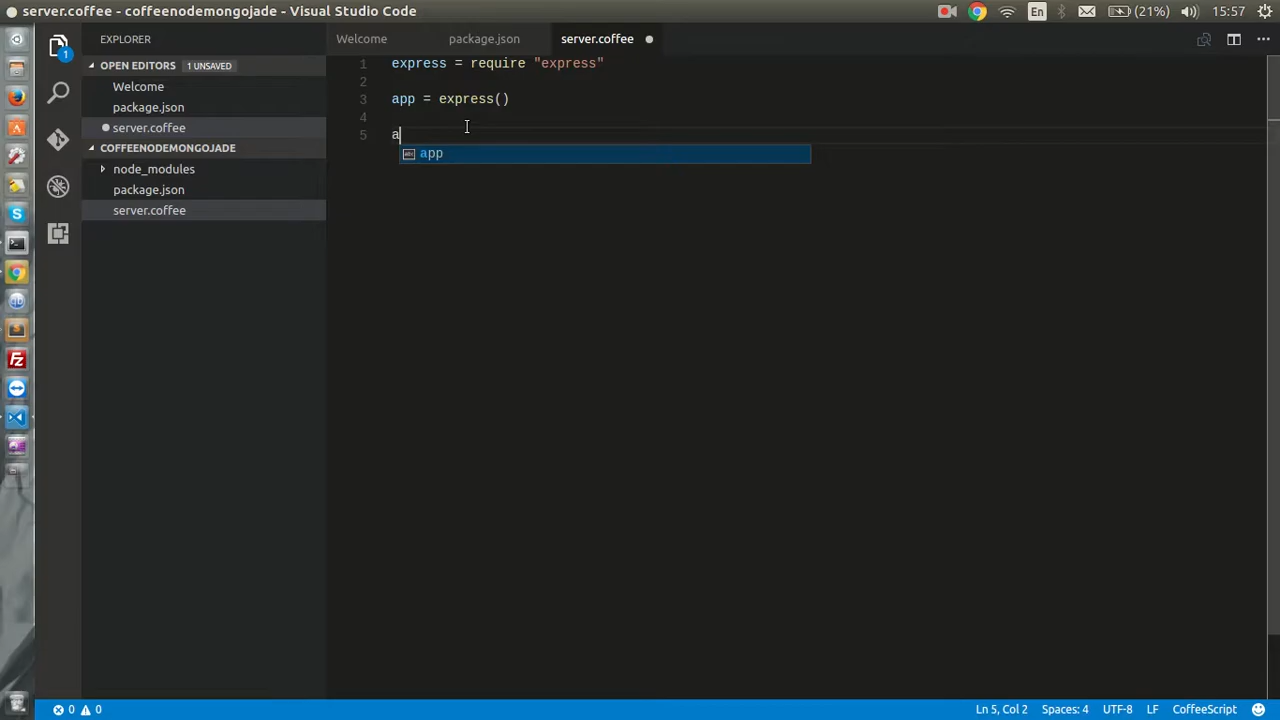 server.coffee - coffeenodemongojade - Visual Studio Code
En
(21%)
15:57
EXPLORER
1
OPEN EDITORS 1 UNSAVED
Welcome
package.json
server.coffee
COFFEENODEMONGOJADE
node_modules
package.json
server.coffee
Welcome
package.json
server.coffee
1 express = require "express"
2
3 app = express()
4
5 a
abc app
0
0
Ln 5, Col 2
Spaces: 4
UTF-8
LF
CoffeeScript